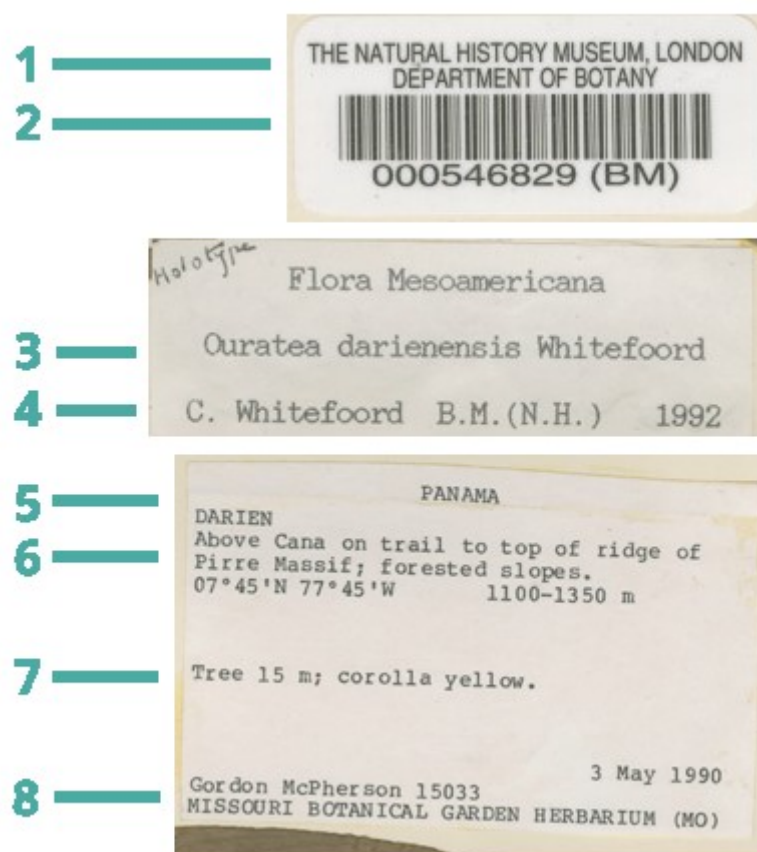 1
THE NATURAL HISTORY MUSEUM, LONDON
DEPARTMENT OF BOTANY
2
000546829 (BM)
Holotype
Flora Mesoamericana
3
Ouratea darienensis Whitefoord
4
C. Whitefoord B.M.(N.H.) 1992
5
PANAMA
DARIEN
6
Above Cana on trail to top of ridge of
Pirre Massif; forested slopes.
07°45'N 77°45'W 1100-1350 m
7
Tree 15 m; corolla yellow.
3 May 1990
8
Gordon McPherson 15033
MISSOURI BOTANICAL GARDEN HERBARIUM (MO)